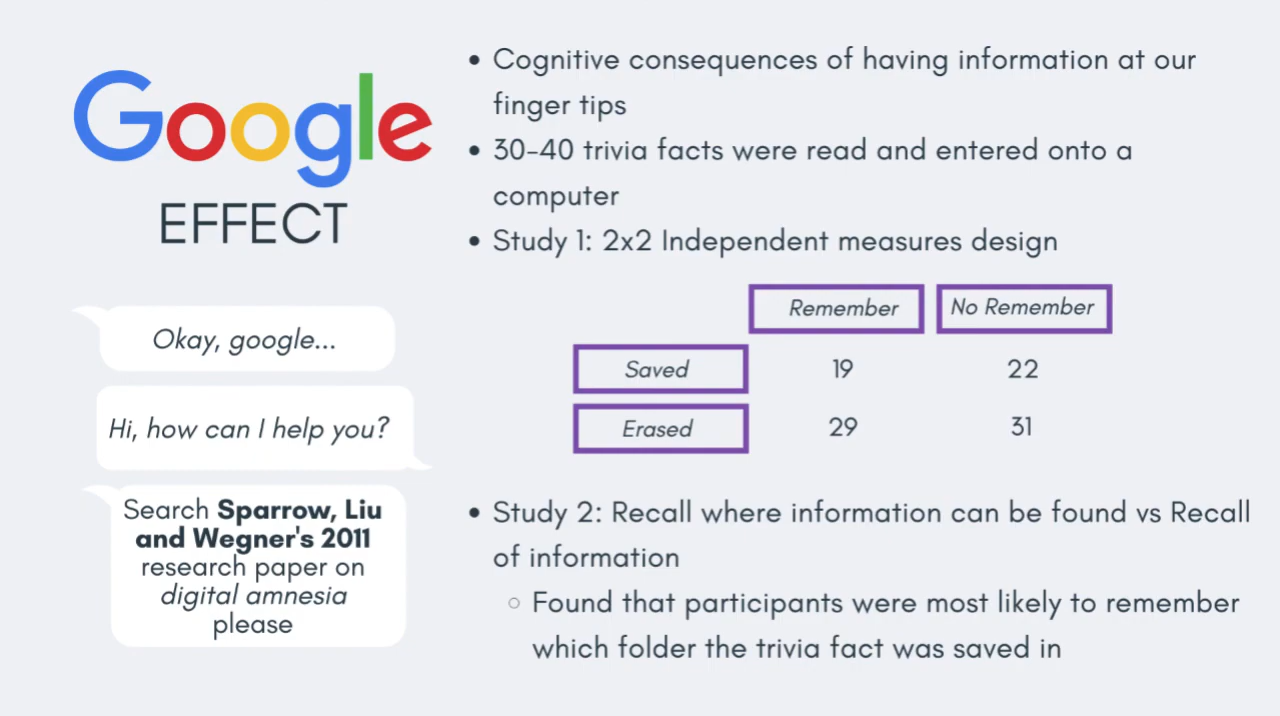 Google
EFFECT
Okay, google...
Hi, how can I help you?
Search Sparrow, Liu
and Wegner's 2011
research paper on
digital amnesia
please
• Cognitive consequences of having information at our
finger tips
• 30-40 trivia facts were read and entered onto a
computer
• Study 1: 2x2 Independent measures design
Remember No Remember
Saved 19 22
Erased 29 31
• Study 2: Recall where information can be found vs Recall
of information
○ Found that participants were most likely to remember
which folder the trivia fact was saved in